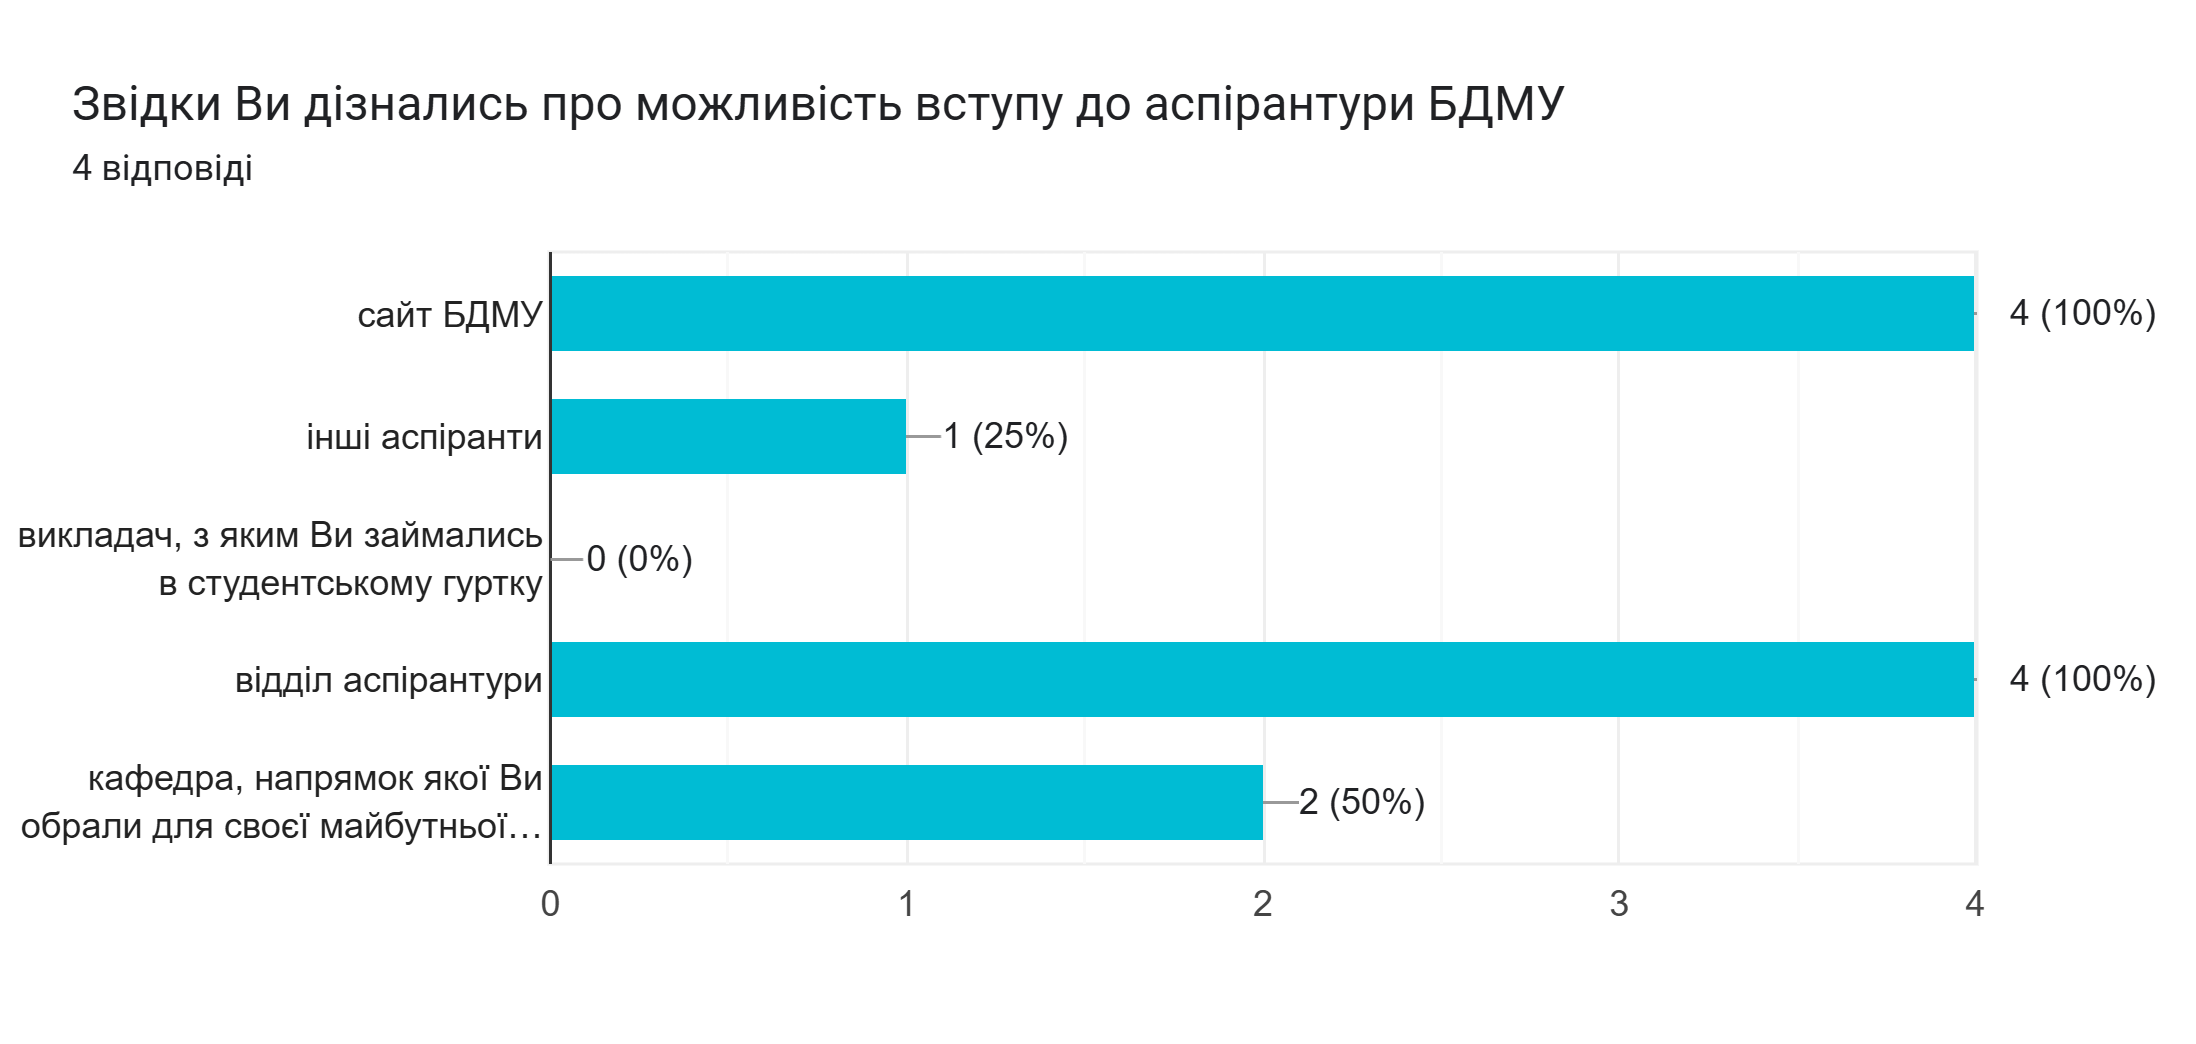 Звідки Ви дізнались про можливість вступу до аспірантури БДМУ
4 відповіді
сайт БДМУ
4 (100%)
інші аспіранти
1 (25%)
викладач, з яким Ви займались
в студентському гуртку
0 (0%)
відділ аспірантури
4 (100%)
кафедра, напрямок якої Ви
обрали для своєї майбутньої…
2 (50%)
0 1 2 3 4